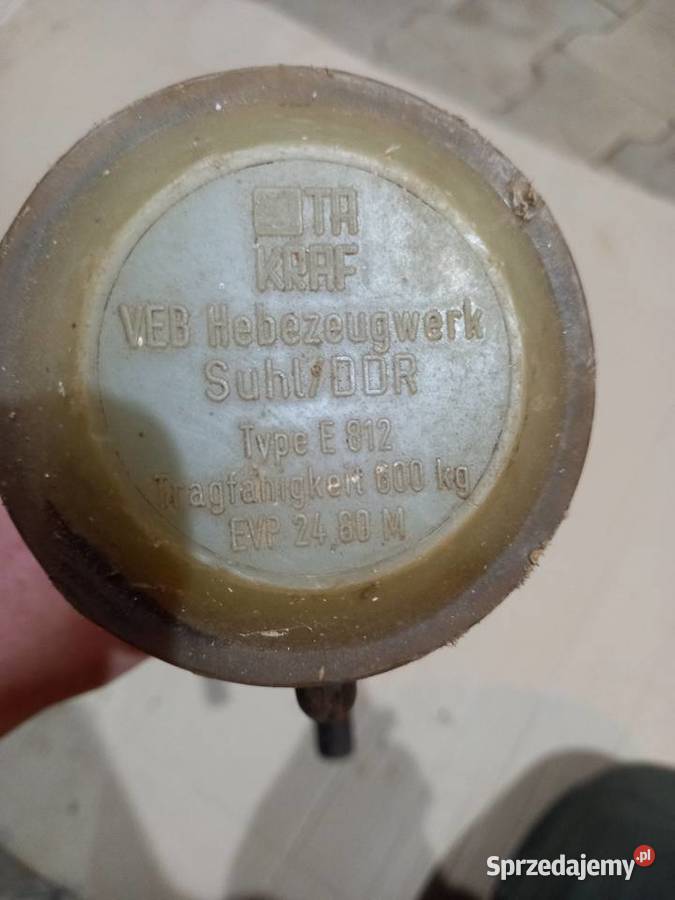 TA
KRAF
VEB Hebezeugwerk
Suhl/DDR
Type E 812
Tragfähigkeit 600 kg
EVP 24,60 M
Sprzedajemy.pl